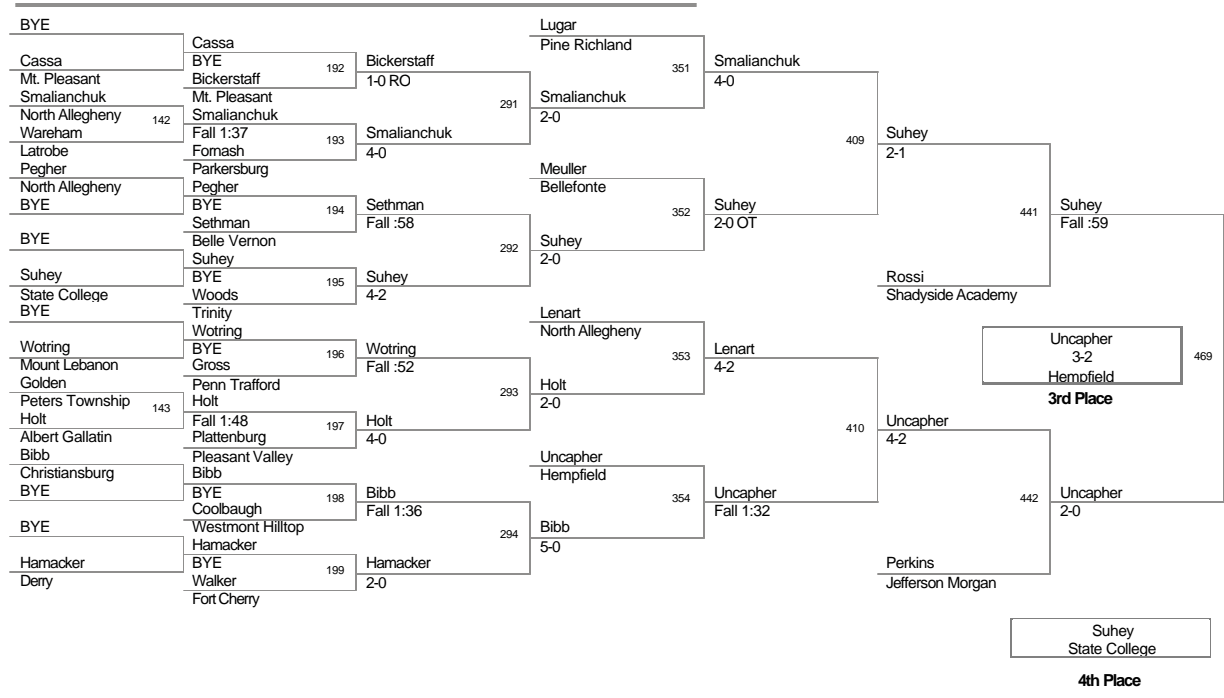 BYE
Cassa
Mt. Pleasant
Smalianchuk
North Allegheny
142
Wareham
Latrobe
Pegher
North Allegheny
BYE
BYE
Suhey
State College
BYE
Wotring
Mount Lebanon
Golden
Peters Township
143
Holt
Albert Gallatin
Bibb
Christiansburg
BYE
BYE
Hamacker
Derry
Cassa
BYE
192
Bickerstaff
Mt. Pleasant
Smalianchuk
Fall 1:37
193
Fornash
Parkersburg
Pegher
BYE
194
Sethman
Belle Vernon
Suhey
BYE
195
Woods
Trinity
Wotring
BYE
196
Gross
Penn Trafford
Holt
Fall 1:48
197
Plattenburg
Pleasant Valley
Bibb
BYE
198
Coolbaugh
Westmont Hilltop
Hamacker
BYE
199
Walker
Fort Cherry
Bickerstaff
1-0 RO
291
Smalianchuk
4-0
Sethman
Fall :58
292
Suhey
4-2
Wotring
Fall :52
293
Holt
4-0
Bibb
Fall 1:36
294
Hamacker
2-0
Lugar
Pine Richland
351
Smalianchuk
2-0
Meuller
Bellefonte
352
Suhey
2-0
Lenart
North Allegheny
353
Holt
2-0
Uncapher
Hempfield
354
Bibb
5-0
Smalianchuk
4-0
409
Suhey
2-0 OT
Lenart
4-2
410
Uncapher
Fall 1:32
Suhey
2-1
441
Rossi
Shadyside Academy
Uncapher
4-2
442
Perkins
Jefferson Morgan
Suhey
Fall :59
Uncapher
3-2
Hempfield
469
3rd Place
Uncapher
2-0
Suhey
State College
4th Place